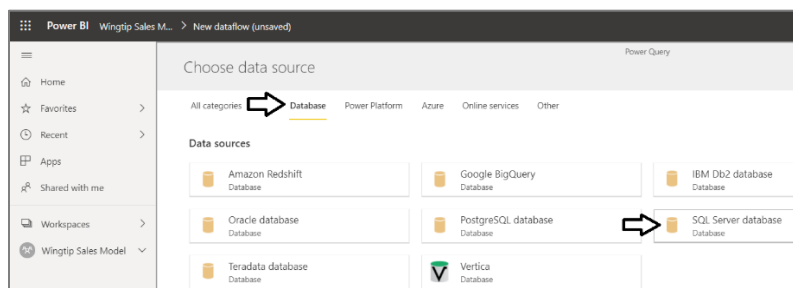 Power BI Wingtip Sales M... > New dataflow (unsaved)
Power Query
Choose data source
Home
Favorites
Recent
Apps
Shared with me
Workspaces
Wingtip Sales Model
All categories Database Power Platform Azure Online services Other
Data sources
Amazon Redshift
Database
Google BigQuery
Database
IBM Db2 database
Database
Oracle database
Database
PostgreSQL database
Database
SQL Server database
Database
Teradata database
Database
Vertica
Database